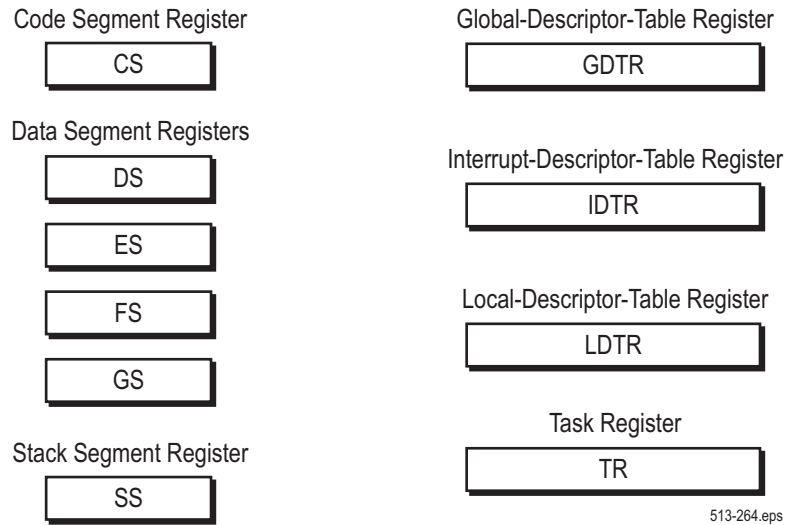 Code Segment Register
CS
Data Segment Registers
DS
ES
FS
GS
Stack Segment Register
SS
Global-Descriptor-Table Register
GDTR
Interrupt-Descriptor-Table Register
IDTR
Local-Descriptor-Table Register
LDTR
Task Register
TR
513-264.eps